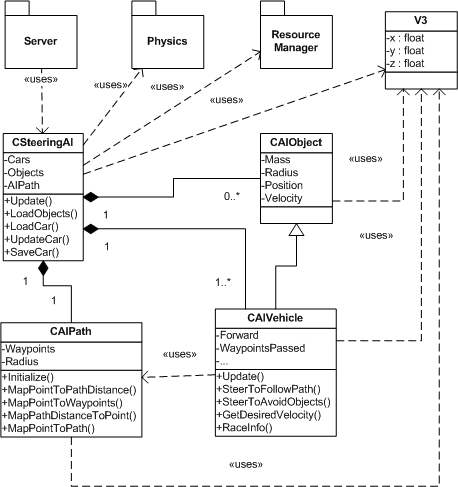 Server
Physics
Resource
Manager
V3
-x : float
-y : float
-z : float
«uses»
«uses»
«uses»
«uses»
CSteeringAI
-Cars
-Objects
-AIPath
+Update()
+LoadObjects()
+LoadCar()
+UpdateCar()
+SaveCar()
CAIObject
-Mass
-Radius
-Position
-Velocity
«uses»
1
0..*
1
1..*
«uses»
1
1
CAIPath
-Waypoints
-Radius
+Initialize()
+MapPointToPathDistance()
+MapPointToWaypoints()
+MapPathDistanceToPoint()
+MapPointToPath()
«uses»
CAIVehicle
-Forward
-WaypointsPassed
-...
+Update()
+SteerToFollowPath()
+SteerToAvoidObjects()
+GetDesiredVelocity()
+RaceInfo()
«uses»